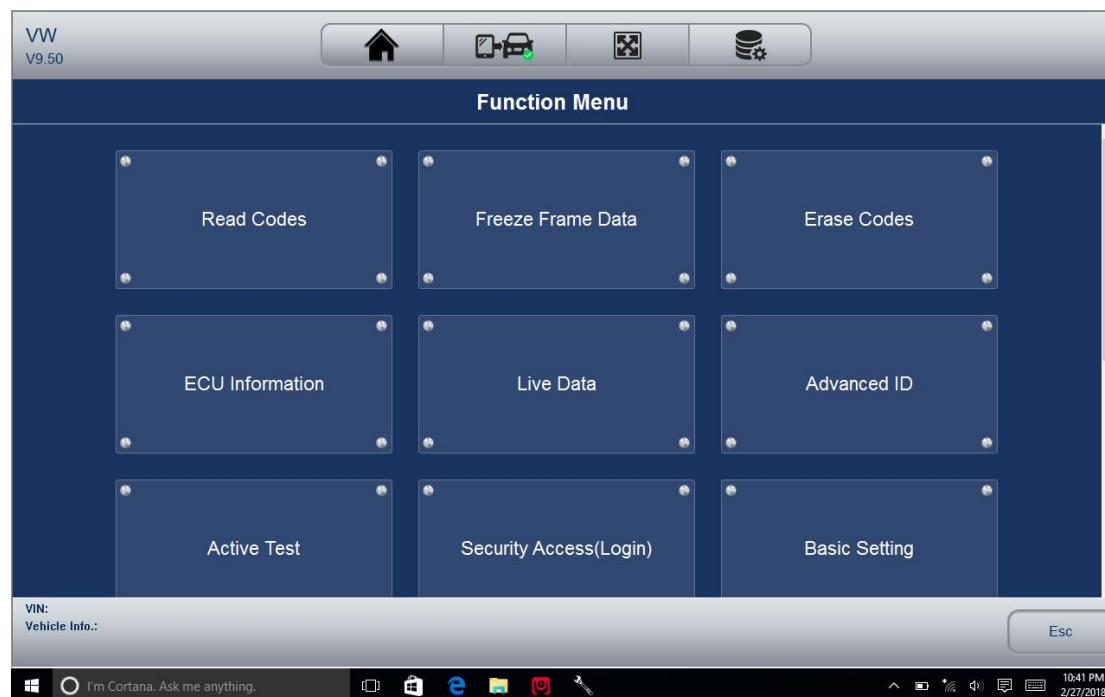 VW
V9.50
Function Menu
Read Codes
Freeze Frame Data
Erase Codes
ECU Information
Live Data
Advanced ID
Active Test
Security Access(Login)
Basic Setting
VIN:
Vehicle Info.:
Esc
I'm Cortana. Ask me anything.
10:41 PM
2/27/2018